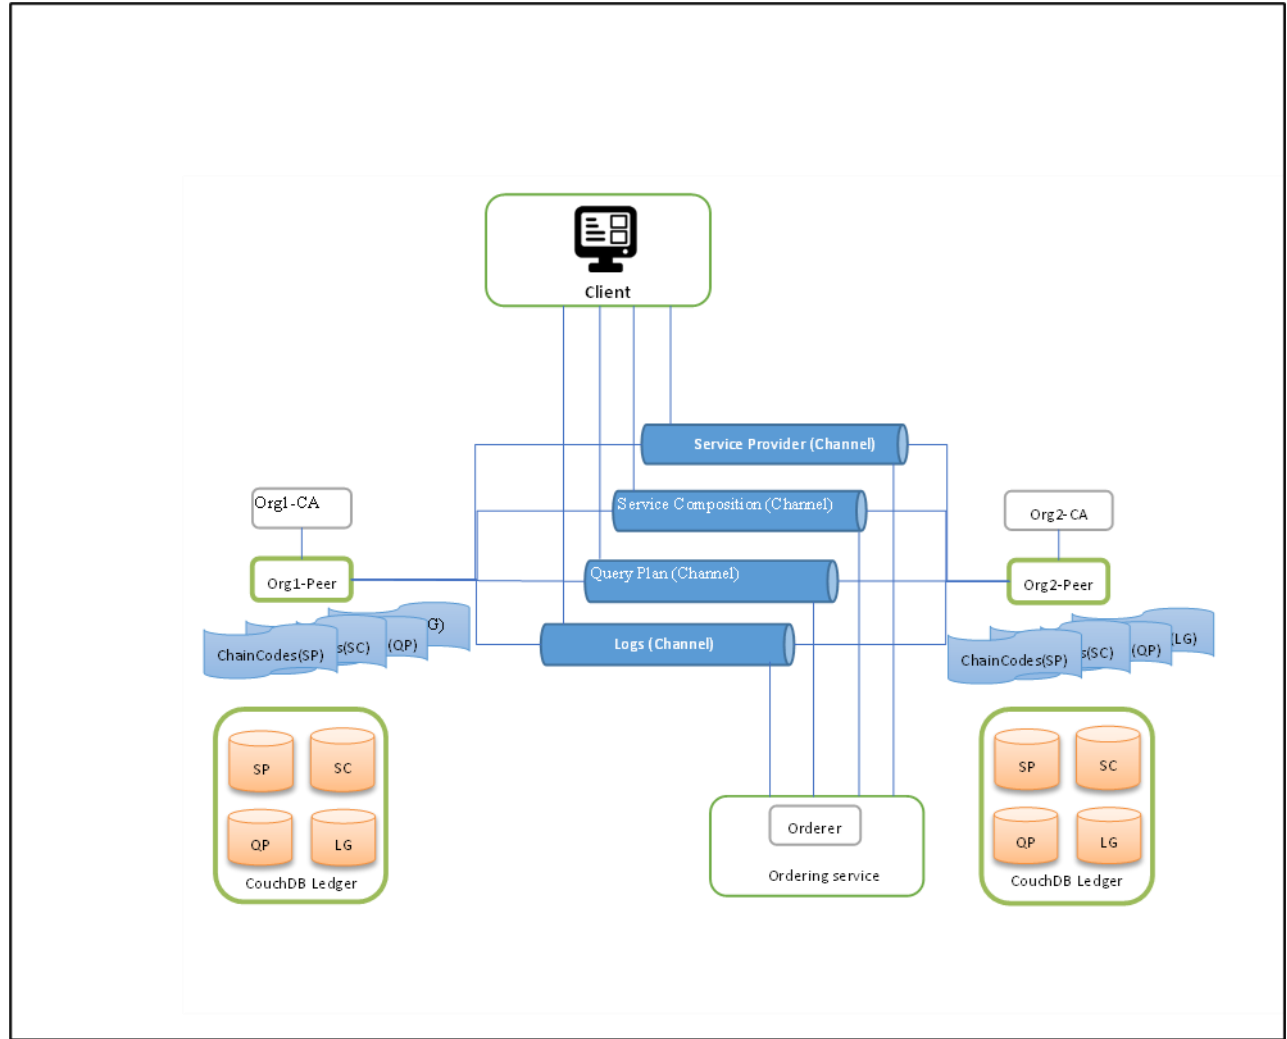 Client
Service Provider (Channel)
Service Composition (Channel)
Query Plan (Channel)
Logs (Channel)
Org1-CA
Org1-Peer
ChainCodes(SP)
s(SC)
(QP)
G)
SP
SC
QP
LG
CouchDB Ledger
Orderer
Ordering service
Org2-CA
Org2-Peer
ChainCodes(SP)
s(SC)
(QP)
(LG)
SP
SC
QP
LG
CouchDB Ledger